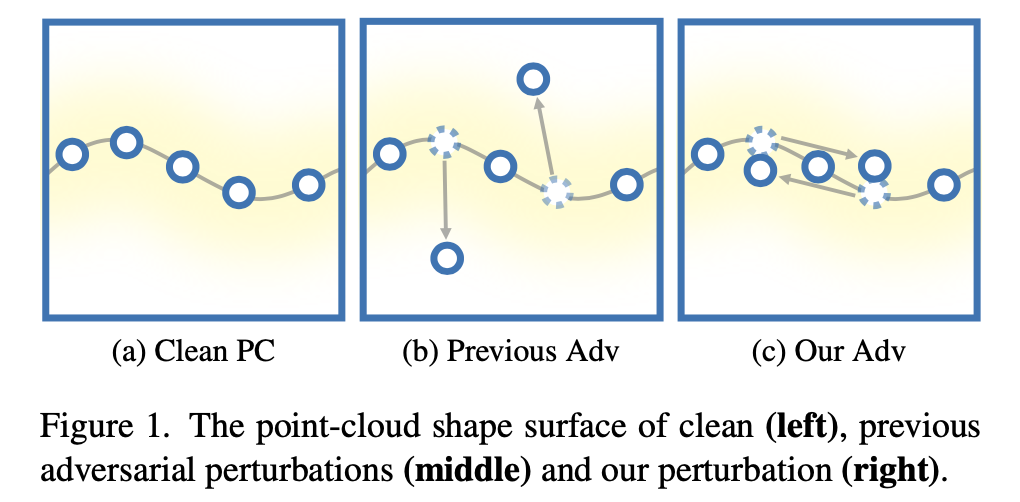 (a) Clean PC
(b) Previous Adv
(c) Our Adv
Figure 1. The point-cloud shape surface of clean (left), previous
adversarial perturbations (middle) and our perturbation (right).